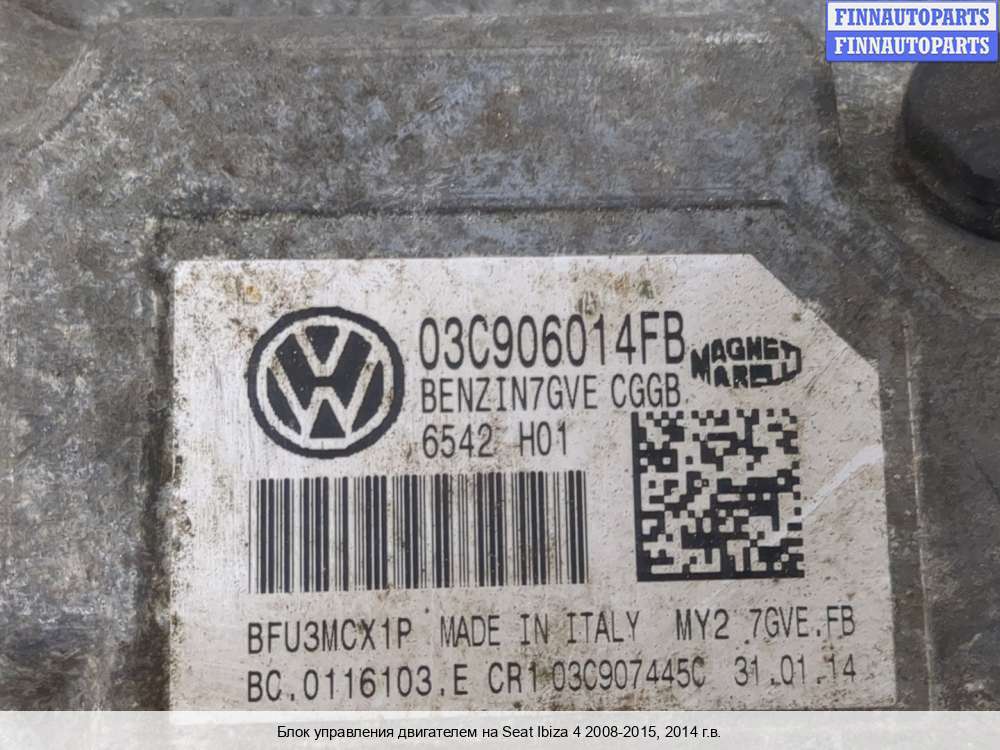 FINNAUTOPARTS
FINNAUTOPARTS
03C906014FB
MAGNETI
MARELLI
BENZIN7GVE CGGB
6542 H01
BFU3MCX1P MADE IN ITALY MY2 7GVE.FB
BC.0116103.E CR1 03C907445C 31.01.14
Блок управления двигателем на Seat Ibiza 4 2008-2015, 2014 г.в.